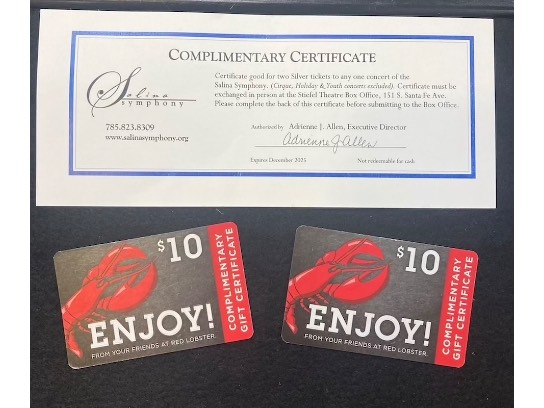 COMPLIMENTARY CERTIFICATE
Salina
symphony
785.823.8309
www.salinasymphony.org
Certificate good for two Silver tickets to any one concert of the
Salina Symphony. (Cirque, Holiday & Youth concerts excluded). Certificate must be
exchanged in person at the Stiefel Theatre Box Office, 151 S. Santa Fe Ave.
Please complete the back of this certificate before submitting to the Box Office.
Authorized by Adrienne J. Allen, Executive Director
Adrienne J. Allen
Expires December 2025 Not redeemable for cash
$10
ENJOY!
FROM YOUR FRIENDS AT RED LOBSTER.
COMPLIMENTARY
GIFT CERTIFICATE
$10
ENJOY!
FROM YOUR FRIENDS AT RED LOBSTER.
COMPLIMENTARY
GIFT CERTIFICATE